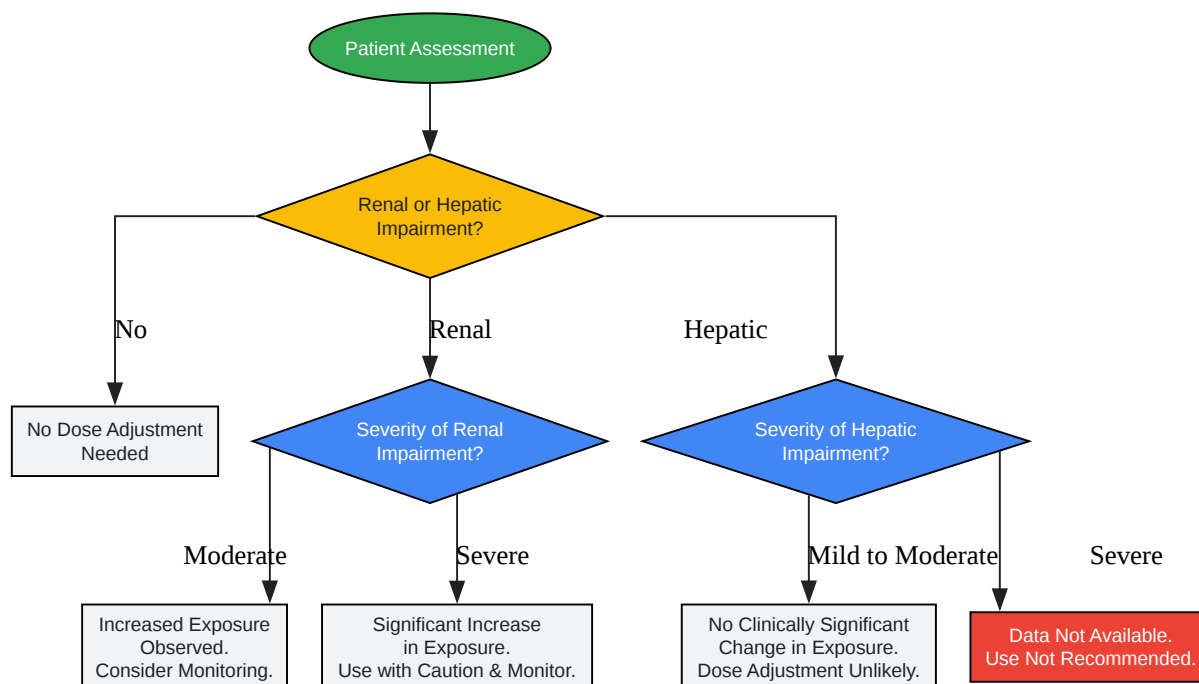 Patient Assessment
Renal or Hepatic
Impairment?
No
Renal
Hepatic
No Dose Adjustment
Needed
Severity of Renal
Impairment?
Severity of Hepatic
Impairment?
Moderate
Severe
Mild to Moderate
Severe
Increased Exposure
Observed.
Consider Monitoring.
Significant Increase
in Exposure.
Use with Caution & Monitor.
No Clinically Significant
Change in Exposure.
Dose Adjustment Unlikely.
Data Not Available.
Use Not Recommended.